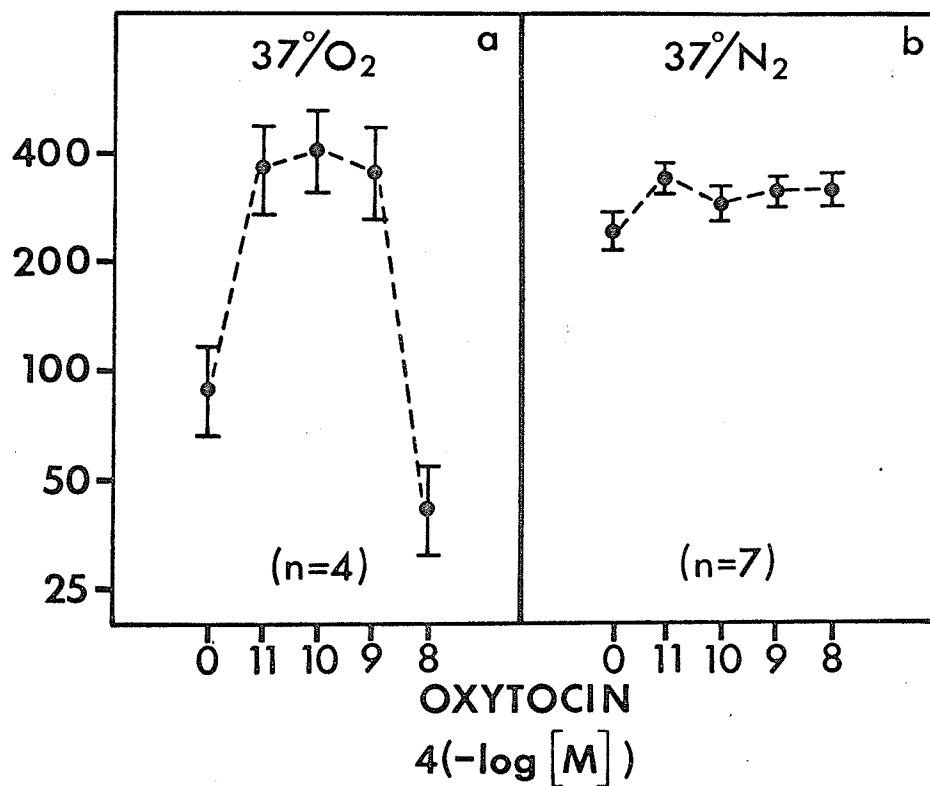 37°/O₂ a
37°/N₂ b
400
200
100
50
25
(n=4) (n=7)
0 11 10 9 8 0 11 10 9 8
OXYTOCIN
4(-log [M])